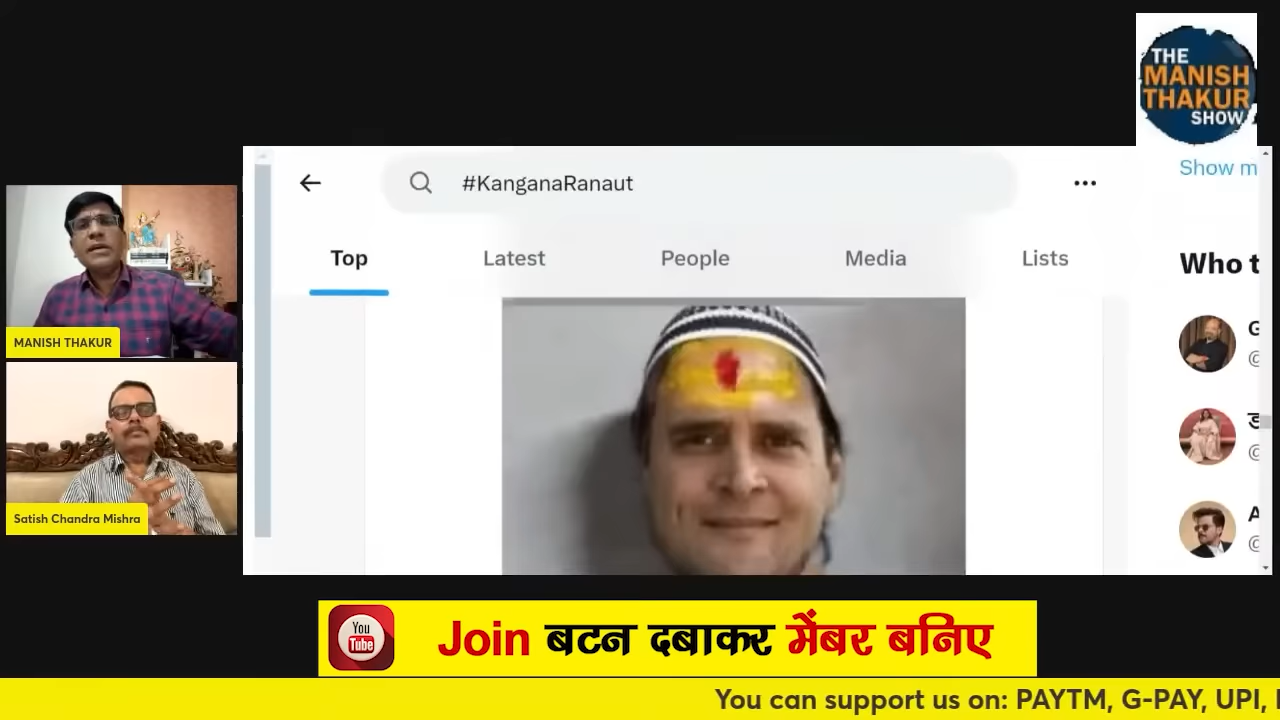 THE
MANISH
THAKUR
SHOW
#KanganaRanaut
Show m
Top
Latest
People
Media
Lists
Who t
G
@
ड
@
A
@
MANISH THAKUR
Satish Chandra Mishra
You
Tube
Join बटन दबाकर मेंबर बनिए
You can support us on: PAYTM, G-PAY, UPI,